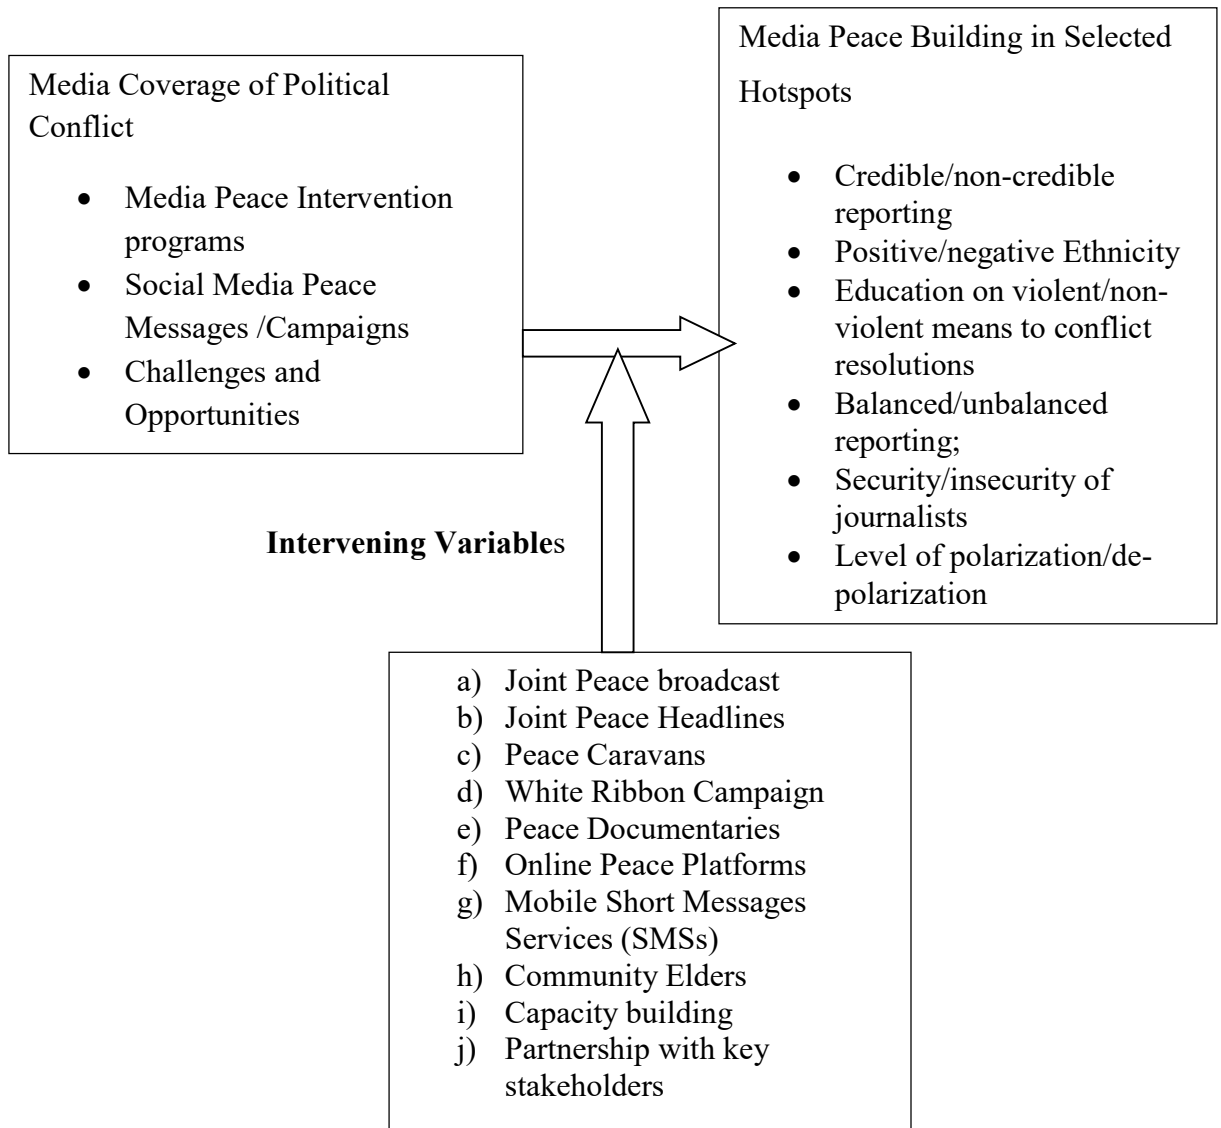 Media Coverage of Political
Conflict
• Media Peace Intervention
programs
• Social Media Peace
Messages /Campaigns
• Challenges and
Opportunities
Media Peace Building in Selected
Hotspots
• Credible/non-credible
reporting
• Positive/negative Ethnicity
• Education on violent/non-
violent means to conflict
resolutions
• Balanced/unbalanced
reporting;
• Security/insecurity of
journalists
• Level of polarization/de-
polarization
Intervening Variables
a) Joint Peace broadcast
b) Joint Peace Headlines
c) Peace Caravans
d) White Ribbon Campaign
e) Peace Documentaries
f) Online Peace Platforms
g) Mobile Short Messages
Services (SMSs)
h) Community Elders
i) Capacity building
j) Partnership with key
stakeholders